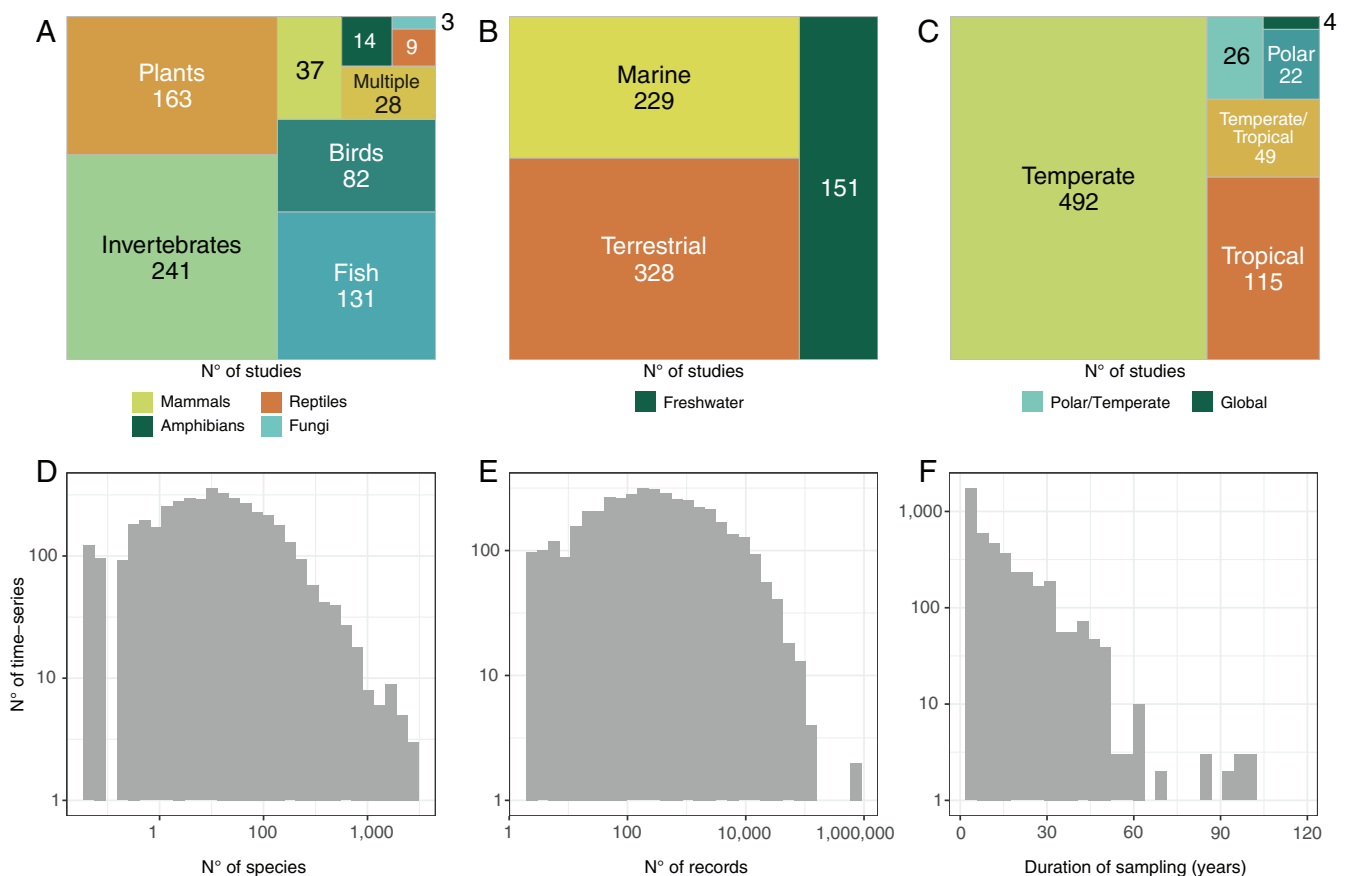 A
Plants
163
37
14
9
3
Multiple
28
Birds
82
Invertebrates
241
Fish
131
N° of studies
Mammals
Reptiles
Amphibians
Fungi
B
Marine
229
151
Terrestrial
328
N° of studies
Freshwater
C
26
Polar
22
4
Temperate/
Tropical
49
Temperate
492
Tropical
115
N° of studies
Polar/Temperate
Global
D
N° of time–series
100
10
1
1
100
1,000
N° of species
E
100
10
1
1
100
10,000
1,000,000
N° of records
F
1,000
100
10
1
0
30
60
90
120
Duration of sampling (years)